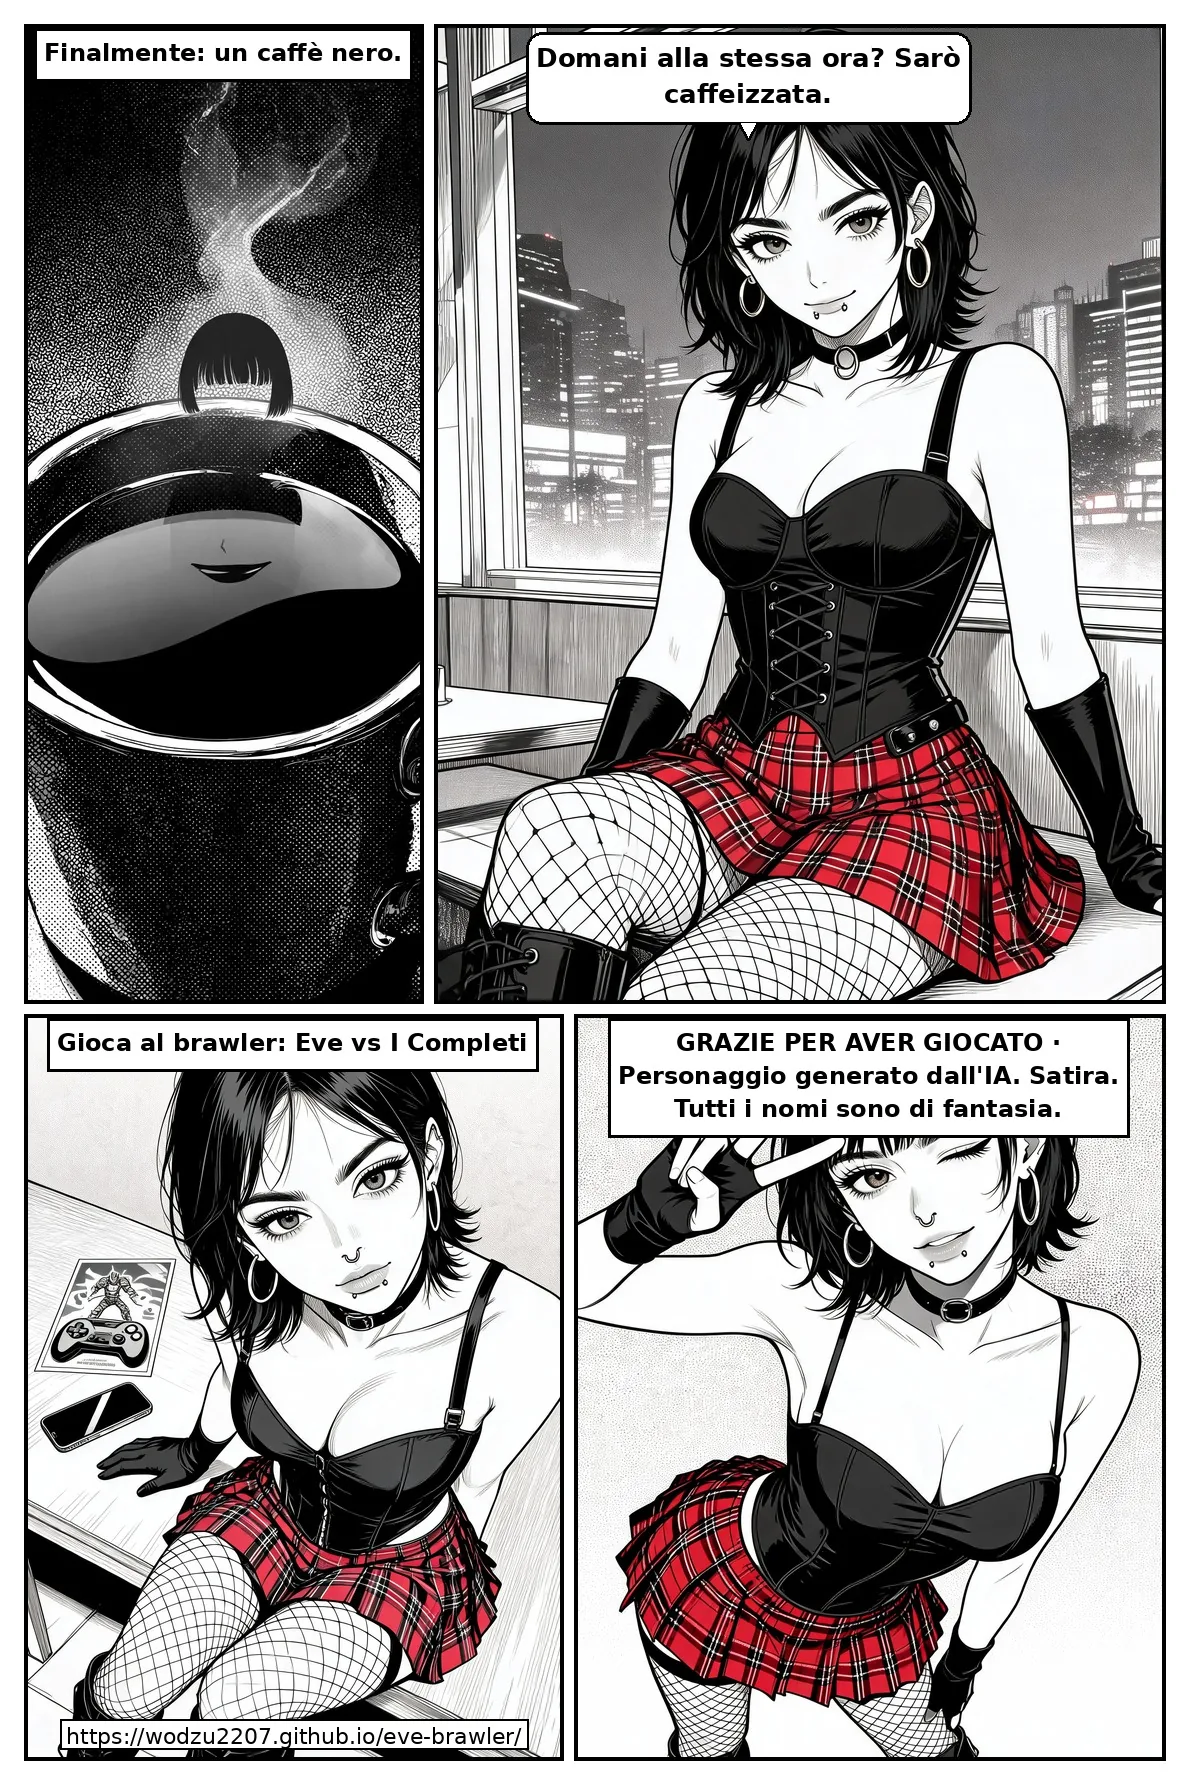 Finalmente: un caffè nero.
Domani alla stessa ora? Sarò
caffeizzata.
Gioca al brawler: Eve vs I Completi
https://wodzu2207.github.io/eve-brawler/
GRAZIE PER AVER GIOCATO ·
Personaggio generato dall'IA. Satira.
Tutti i nomi sono di fantasia.